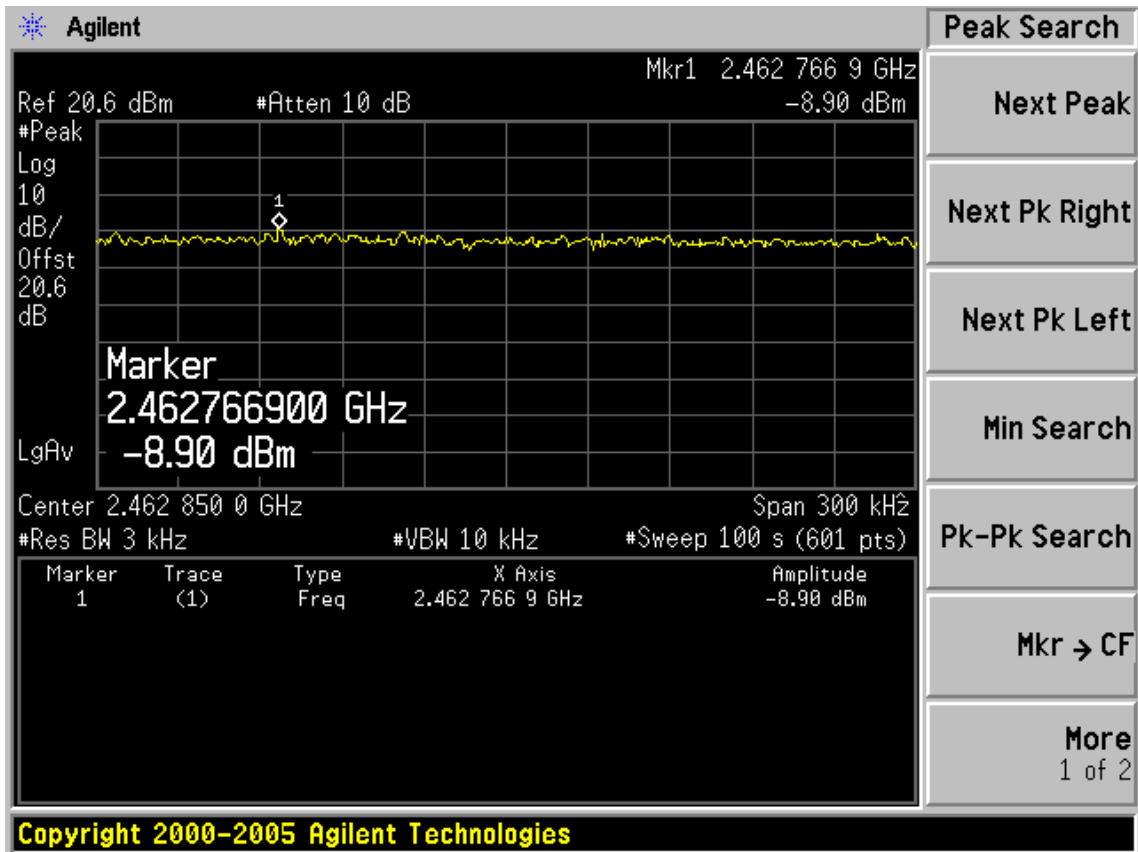 Agilent
Peak Search
Mkr1 2.462 766 9 GHz
Ref 20.6 dBm #Atten 10 dB -8.90 dBm
#Peak
Log
10
dB/
Offst
20.6
dB
1
Marker
2.462766900 GHz
-8.90 dBm
LgAv
Center 2.462 850 0 GHz Span 300 kHz
#Res BW 3 kHz #VBW 10 kHz #Sweep 100 s (601 pts)
Marker Trace Type X Axis Amplitude
1 (1) Freq 2.462 766 9 GHz -8.90 dBm
Next Peak
Next Pk Right
Next Pk Left
Min Search
Pk-Pk Search
Mkr → CF
More
1 of 2
Copyright 2000-2005 Agilent Technologies